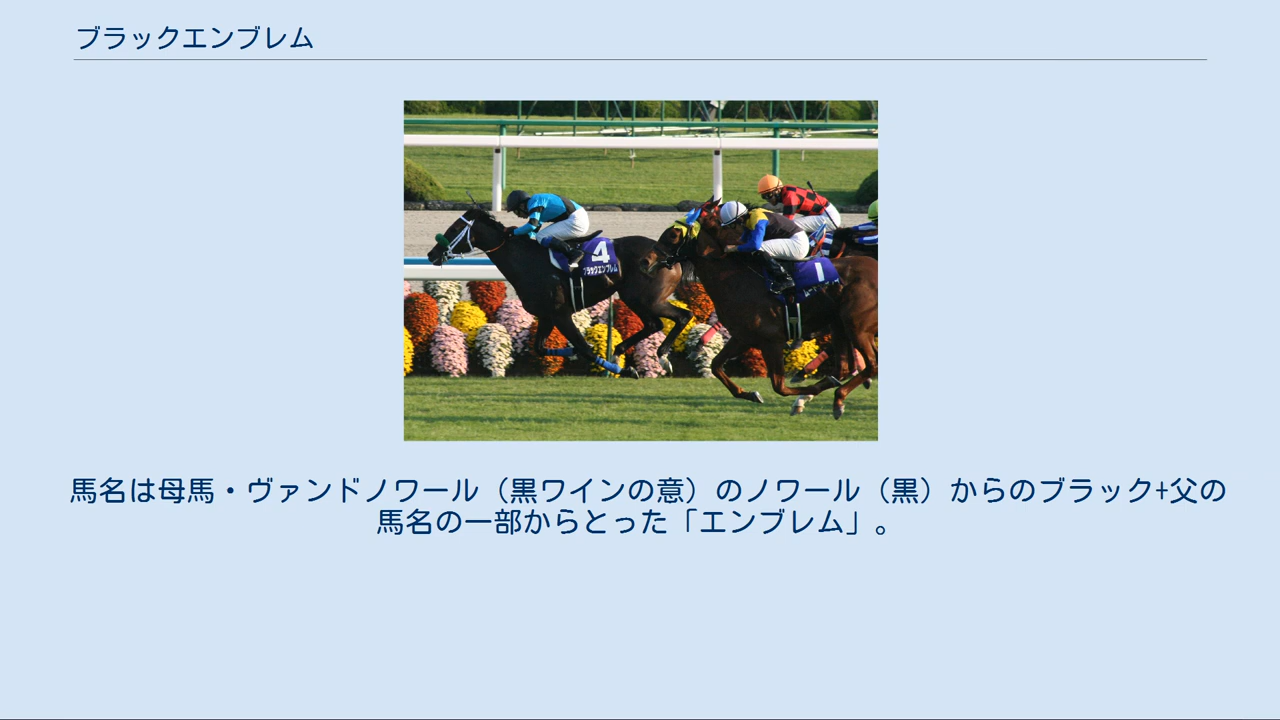 ブラックエンブレム
4
ブラックエンブレム
1
馬名は母馬・ヴァンドノワール（黒ワインの意）のノワール（黒）からのブラック+父の
馬名の一部からとった「エンブレム」。